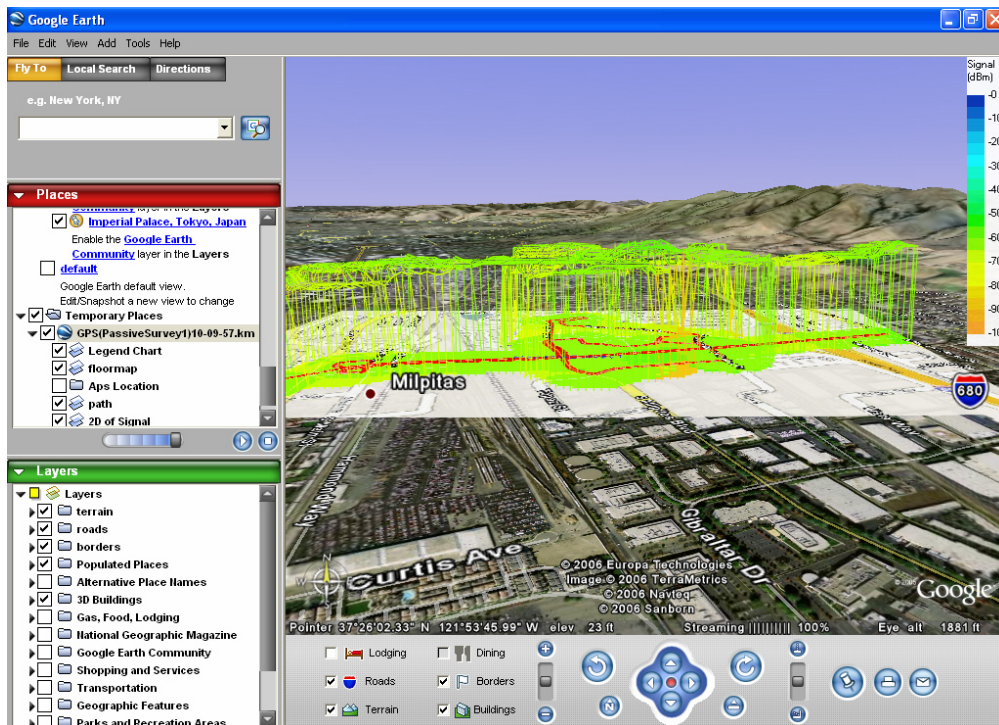 Google Earth
File Edit View Add Tools Help
Fly To Local Search Directions
e.g. New York, NY
Places
Community layer in the Layers
Imperial Palace, Tokyo, Japan
Enable the Google Earth
Community layer in the Layers
default
Google Earth default view.
Edit/Snapshot a new view to change
Temporary Places
GPS(PassiveSurvey1)10-09-57.km
Legend Chart
floormap
Aps Location
path
2D of Signal
Layers
Layers
terrain
roads
borders
Populated Places
Alternative Place Names
3D Buildings
Gas, Food, Lodging
National Geographic Magazine
Google Earth Community
Shopping and Services
Transportation
Geographic Features
Parks and Recreation Areas
Signal
(dBm)
-0
-10
-20
-30
-40
-50
-60
-70
-80
-90
-10
Milpitas
680
Curtis Ave
Gibraltar Dr
© 2006 Europa Technologies
Image © 2006 TerraMetrics
© 2006 Navteq
© 2006 Sanborn
Google
Pointer 37°26'02.33" N 121°53'45.99" W elev 23 ft Streaming 100% Eye alt 1881 ft
Lodging Dining
Roads Borders
Terrain Buildings
N